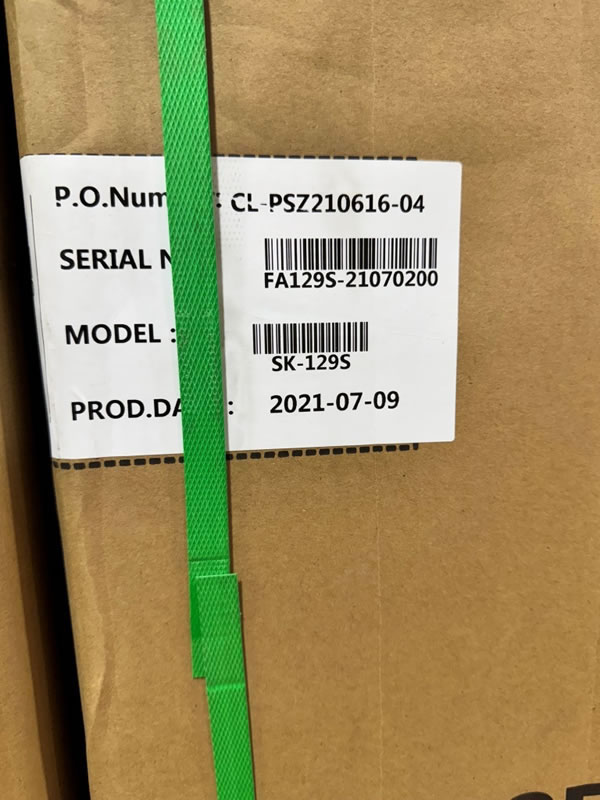 P.O.Num : CL-PSZ210616-04
SERIAL N
FA129S-21070200
MODEL :
SK-129S
PROD.DA : 2021-07-09